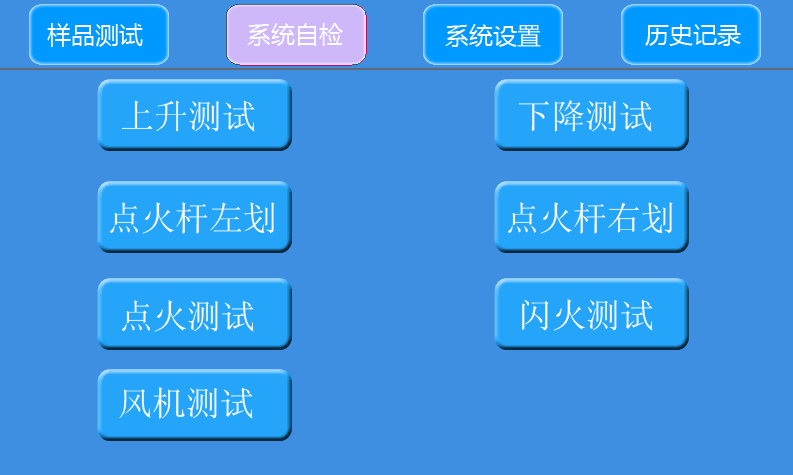 样品测试
系统自检
系统设置
历史记录
上升测试
下降测试
点火杆左划
点火杆右划
点火测试
闪火测试
风机测试